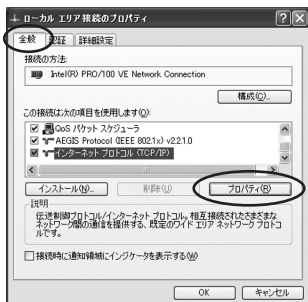 ローカル エリア接続のプロパティ
全般 認証 詳細設定
接続の方法:
Intel(R) PRO/100 VE Network Connection
構成(C)...
この接続は次の項目を使用します(O):
QoS パケット スケジューラ
AEGIS Protocol (IEEE 802.1x) v2.2.1.0
インターネット プロトコル (TCP/IP)
インストール(N)... 削除(U) プロパティ(R)
説明
伝送制御プロトコル/インターネット プロトコル。相互接続されたさまざまな
ネットワーク間の通信を提供する、既定のワイド エリア ネットワーク プロトコ
ルです。
接続時に通知領域にインジケータを表示する(W)
OK キャンセル